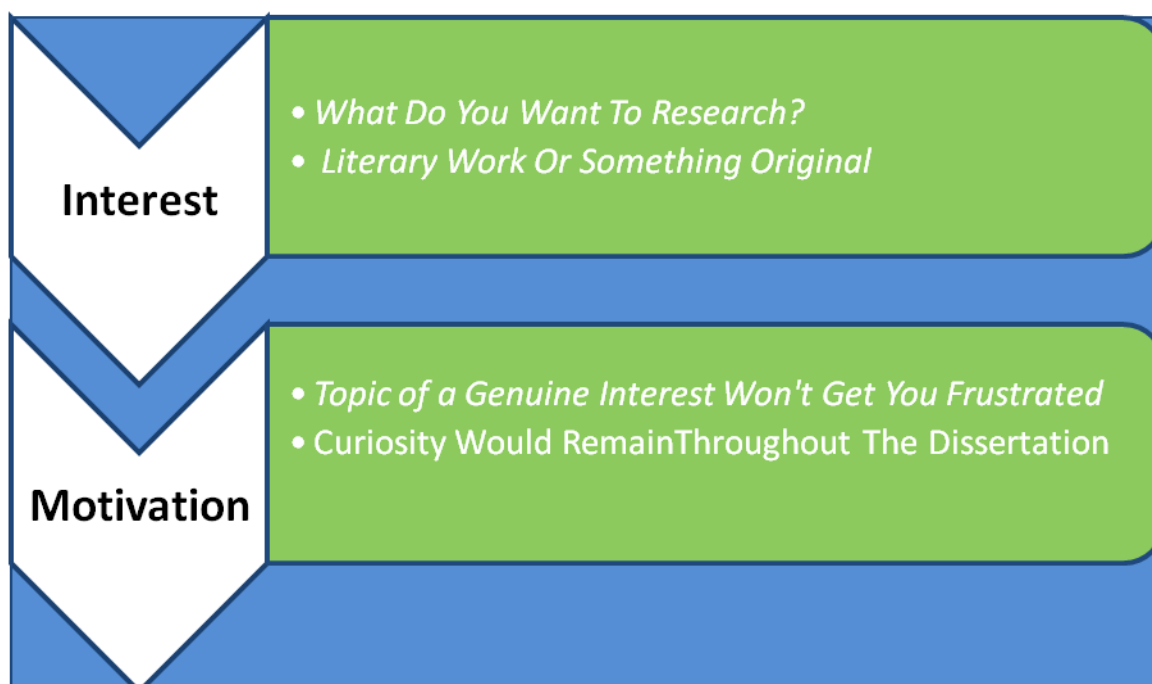 Interest
• What Do You Want To Research?
• Literary Work Or Something Original
Motivation
• Topic of a Genuine Interest Won't Get You Frustrated
• Curiosity Would RemainThroughout The Dissertation